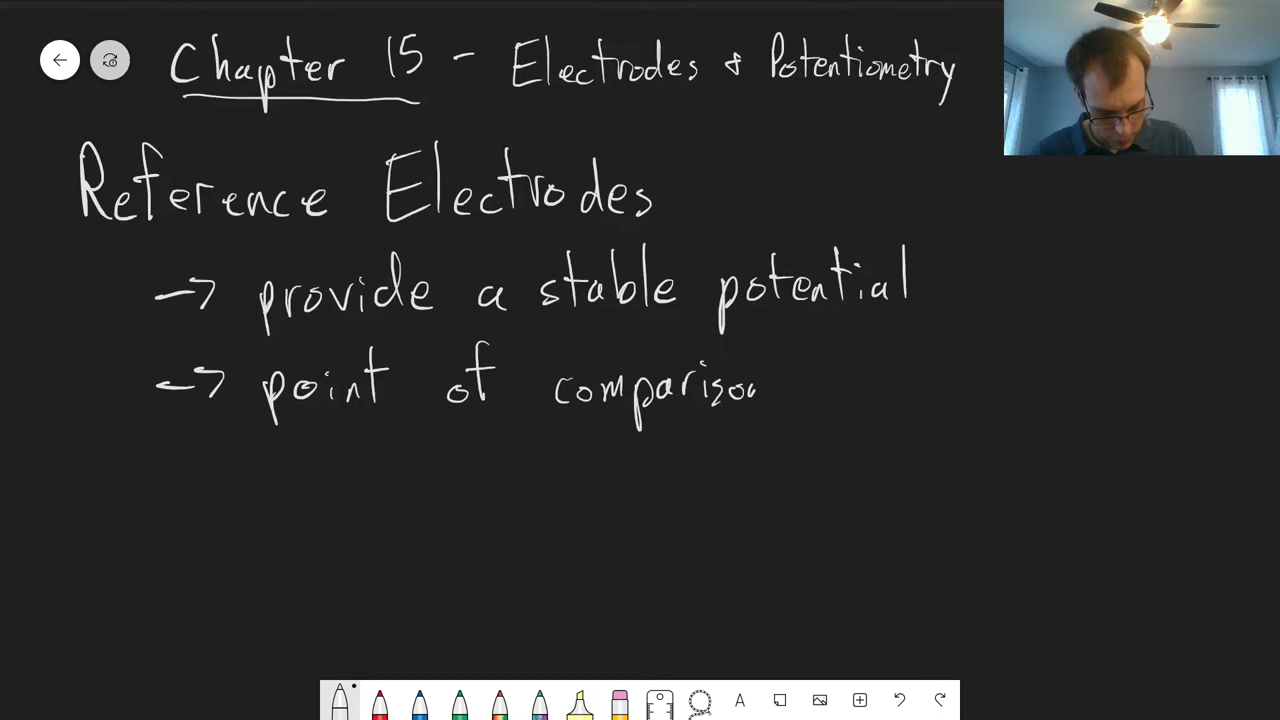 Chapter 15 - Electrodes & Potentiometry
Reference Electrodes
→ provide a stable potential
→ point of comparison